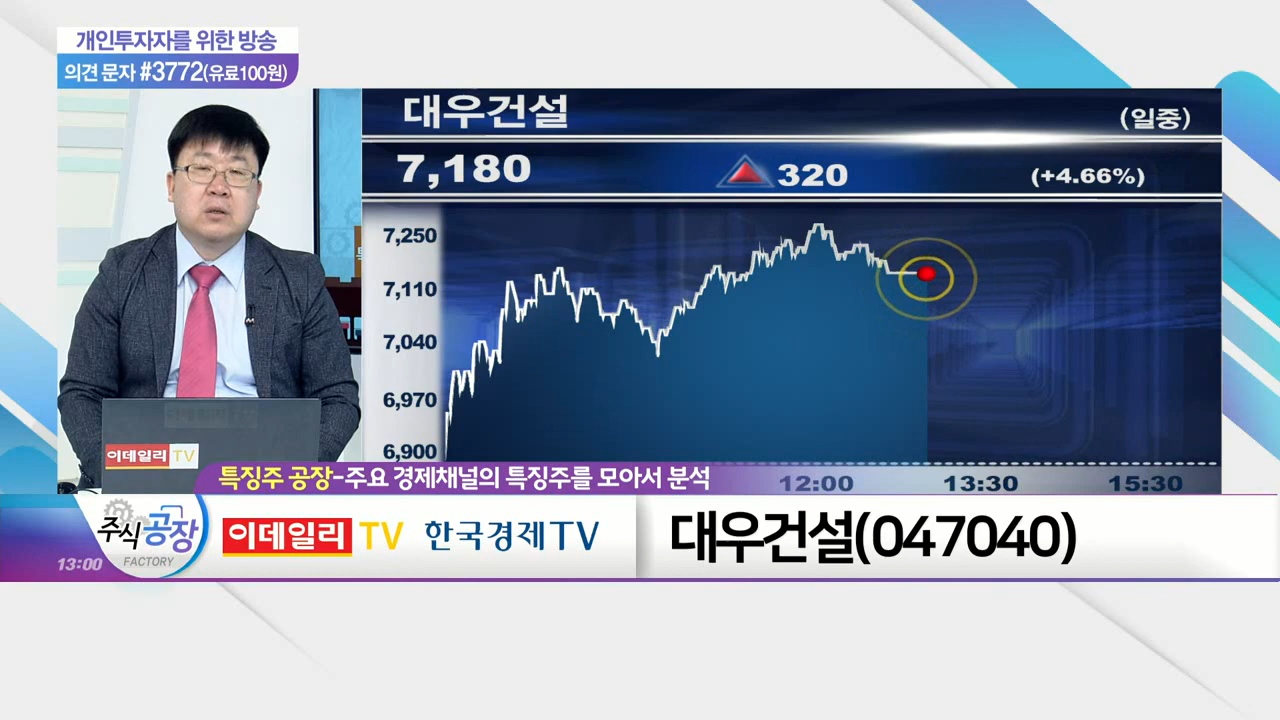 개인투자자를 위한 방송
의견 문자 #3772(유료100원)
대우건설
(일중)
7,180
320
(+4.66%)
7,250
7,110
7,040
6,970
6,900
12:00
13:30
15:30
이데일리 TV
특징주 공장-주요 경제채널의 특징주를 모아서 분석
주식공장
FACTORY
13:00
이데일리 TV
한국경제TV
대우건설(047040)